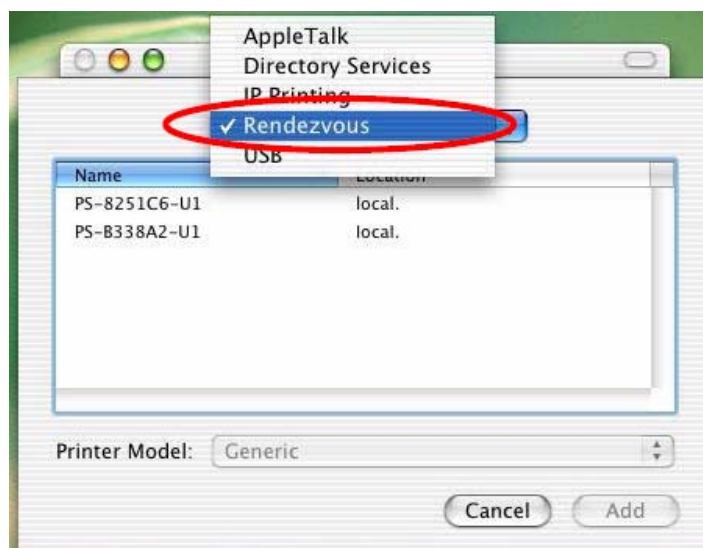 AppleTalk
Directory Services
IP Printing
✓ Rendezvous
USB
Name Location
PS-8251C6-U1 local.
PS-B338A2-U1 local.
Printer Model: Generic
Cancel Add